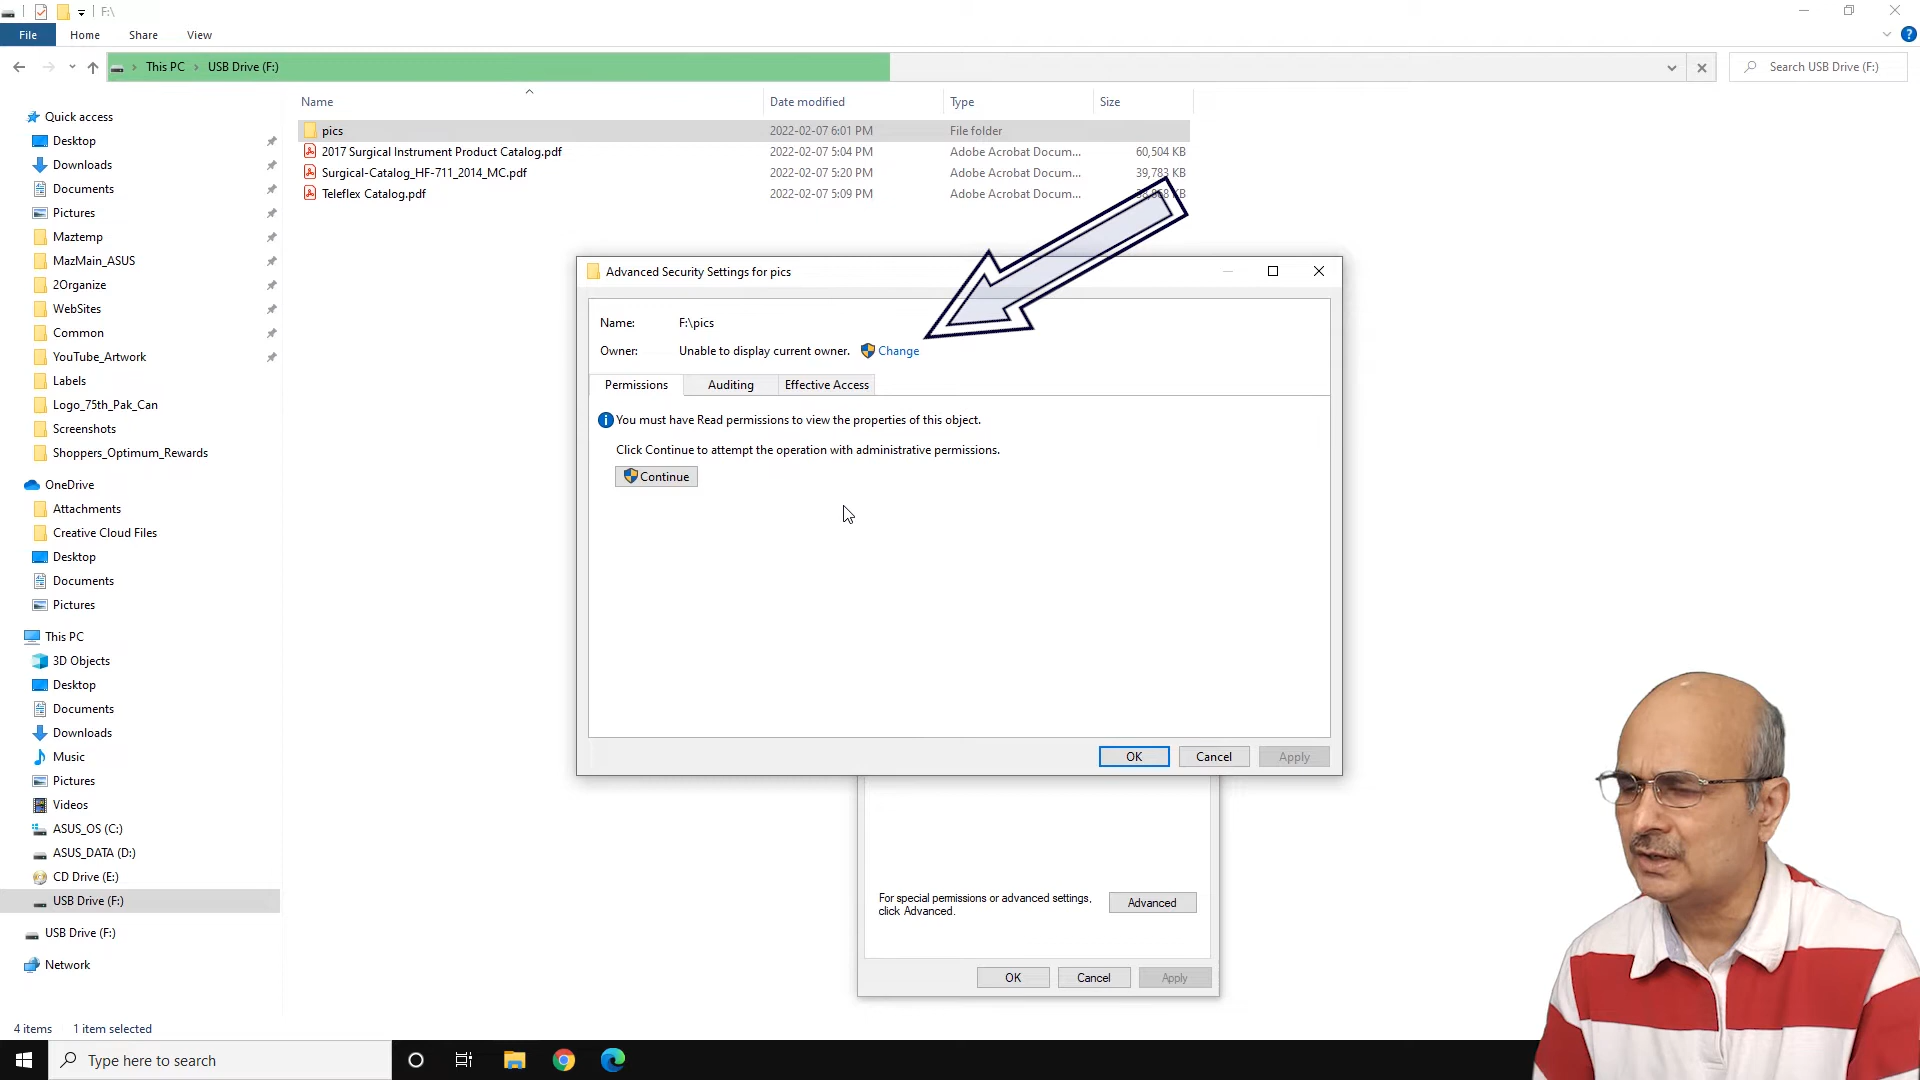 F:\
File Home Share View
This PC > USB Drive (F:) Search USB Drive (F:)
Name Date modified Type Size
pics 2022-02-07 6:01 PM File folder
2017 Surgical Instrument Product Catalog.pdf 2022-02-07 5:04 PM Adobe Acrobat Docum... 60,504 KB
Surgical-Catalog_HF-711_2014_MC.pdf 2022-02-07 5:20 PM Adobe Acrobat Docum... 39,783 KB
Teleflex Catalog.pdf 2022-02-07 5:09 PM Adobe Acrobat Docum... KB
Quick access
Desktop
Downloads
Documents
Pictures
Maztemp
MazMain_ASUS
2Organize
WebSites
Common
YouTube_Artwork
Labels
Logo_75th_Pak_Can
Screenshots
Shoppers_Optimum_Rewards
OneDrive
Attachments
Creative Cloud Files
Desktop
Documents
Pictures
This PC
3D Objects
Desktop
Documents
Downloads
Music
Pictures
Videos
ASUS_OS (C:)
ASUS_DATA (D:)
CD Drive (E:)
USB Drive (F:)
USB Drive (F:)
Network
Advanced Security Settings for pics
Name: F:\pics
Owner: Unable to display current owner. Change
Permissions Auditing Effective Access
You must have Read permissions to view the properties of this object.
Click Continue to attempt the operation with administrative permissions.
Continue
OK Cancel Apply
For special permissions or advanced settings,
click Advanced.
Advanced
OK Cancel Apply
4 items 1 item selected
Type here to search